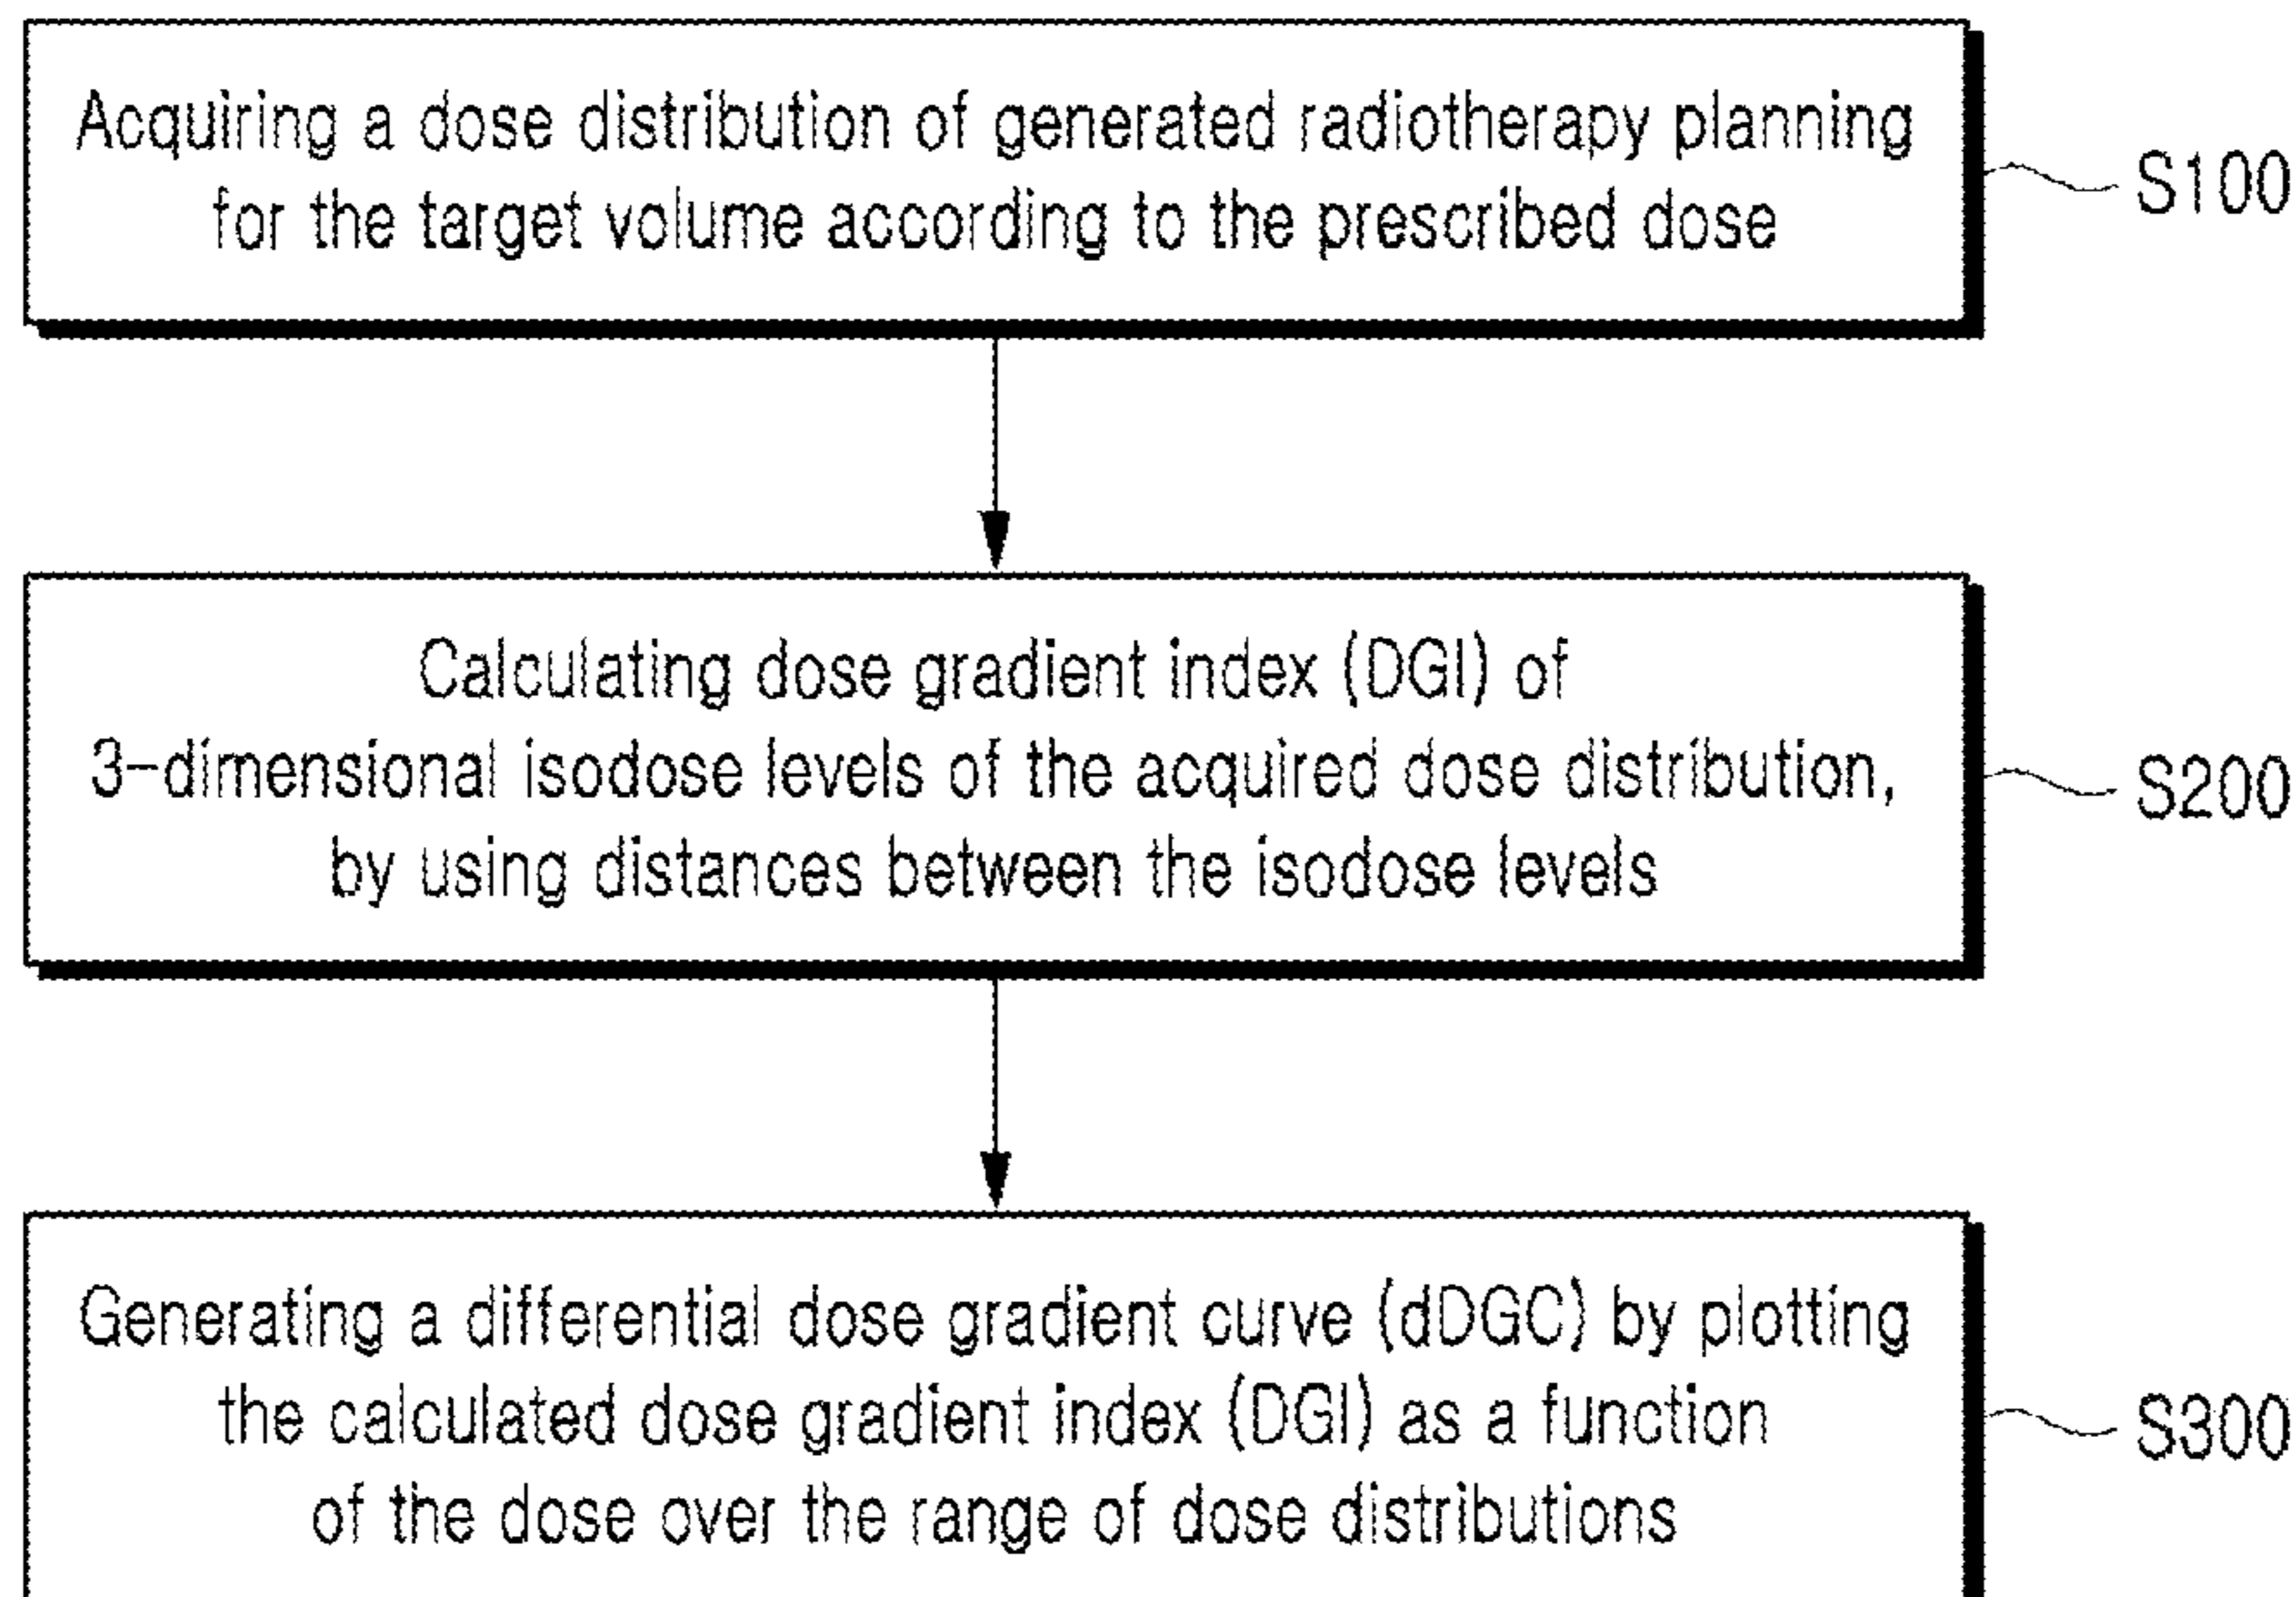 Acquiring a dose distribution of generated radiotherapy planning
for the target volume according to the prescribed dose
S100
Calculating dose gradient index (DGI) of
3-dimensional isodose levels of the acquired dose distribution,
by using distances between the isodose levels
S200
Generating a differential dose gradient curve (dDGC) by plotting
the calculated dose gradient index (DGI) as a function
of the dose over the range of dose distributions
S300